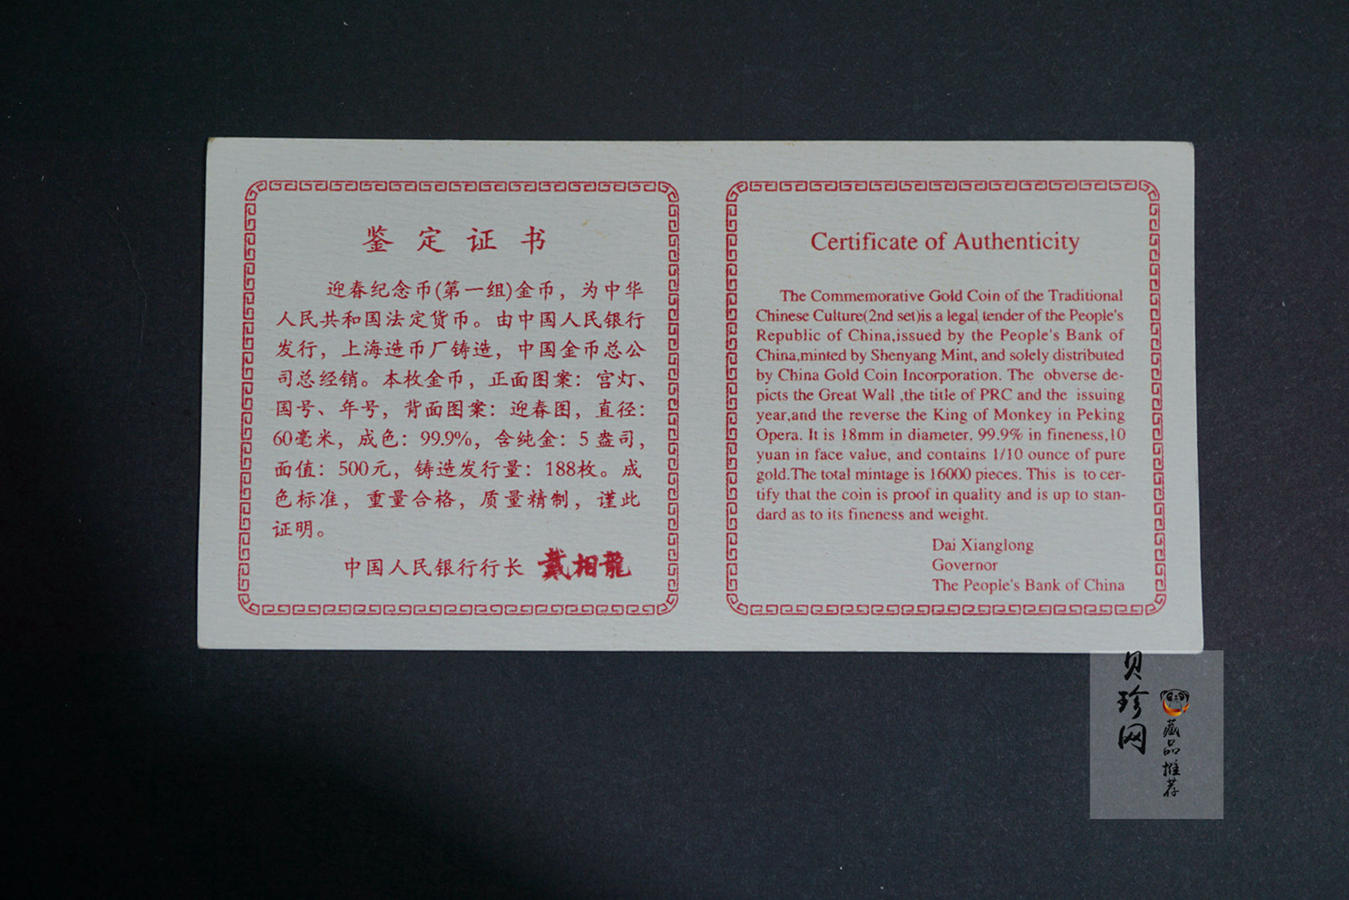 鉴定证书
迎春纪念币(第一组)金币，为中华
人民共和国法定货币。由中国人民银行
发行，上海造币厂铸造，中国金币总公
司总经销。本枚金币，正面图案：宫灯、
国号、年号，背面图案：迎春图，直径：
60毫米，成色：99.9%，含纯金：5盎司，
面值：500元，铸造发行量：188枚。成
色标准，重量合格，质量精制，谨此
证明。
中国人民银行行长 戴相龍
Certificate of Authenticity
The Commemorative Gold Coin of the Traditional
Chinese Culture(2nd set)is a legal tender of the People's
Republic of China,issued by the People's Bank of
China,minted by Shenyang Mint, and solely distributed
by China Gold Coin Incorporation. The obverse de-
picts the Great Wall ,the title of PRC and the issuing
year,and the reverse the King of Monkey in Peking
Opera. It is 18mm in diameter, 99.9% in fineness,10
yuan in face value, and contains 1/10 ounce of pure
gold.The total mintage is 16000 pieces. This is to cer-
tify that the coin is proof in quality and is up to stan-
dard as to its fineness and weight.
Dai Xianglong
Governor
The People's Bank of China
贝珍网
藏品推荐